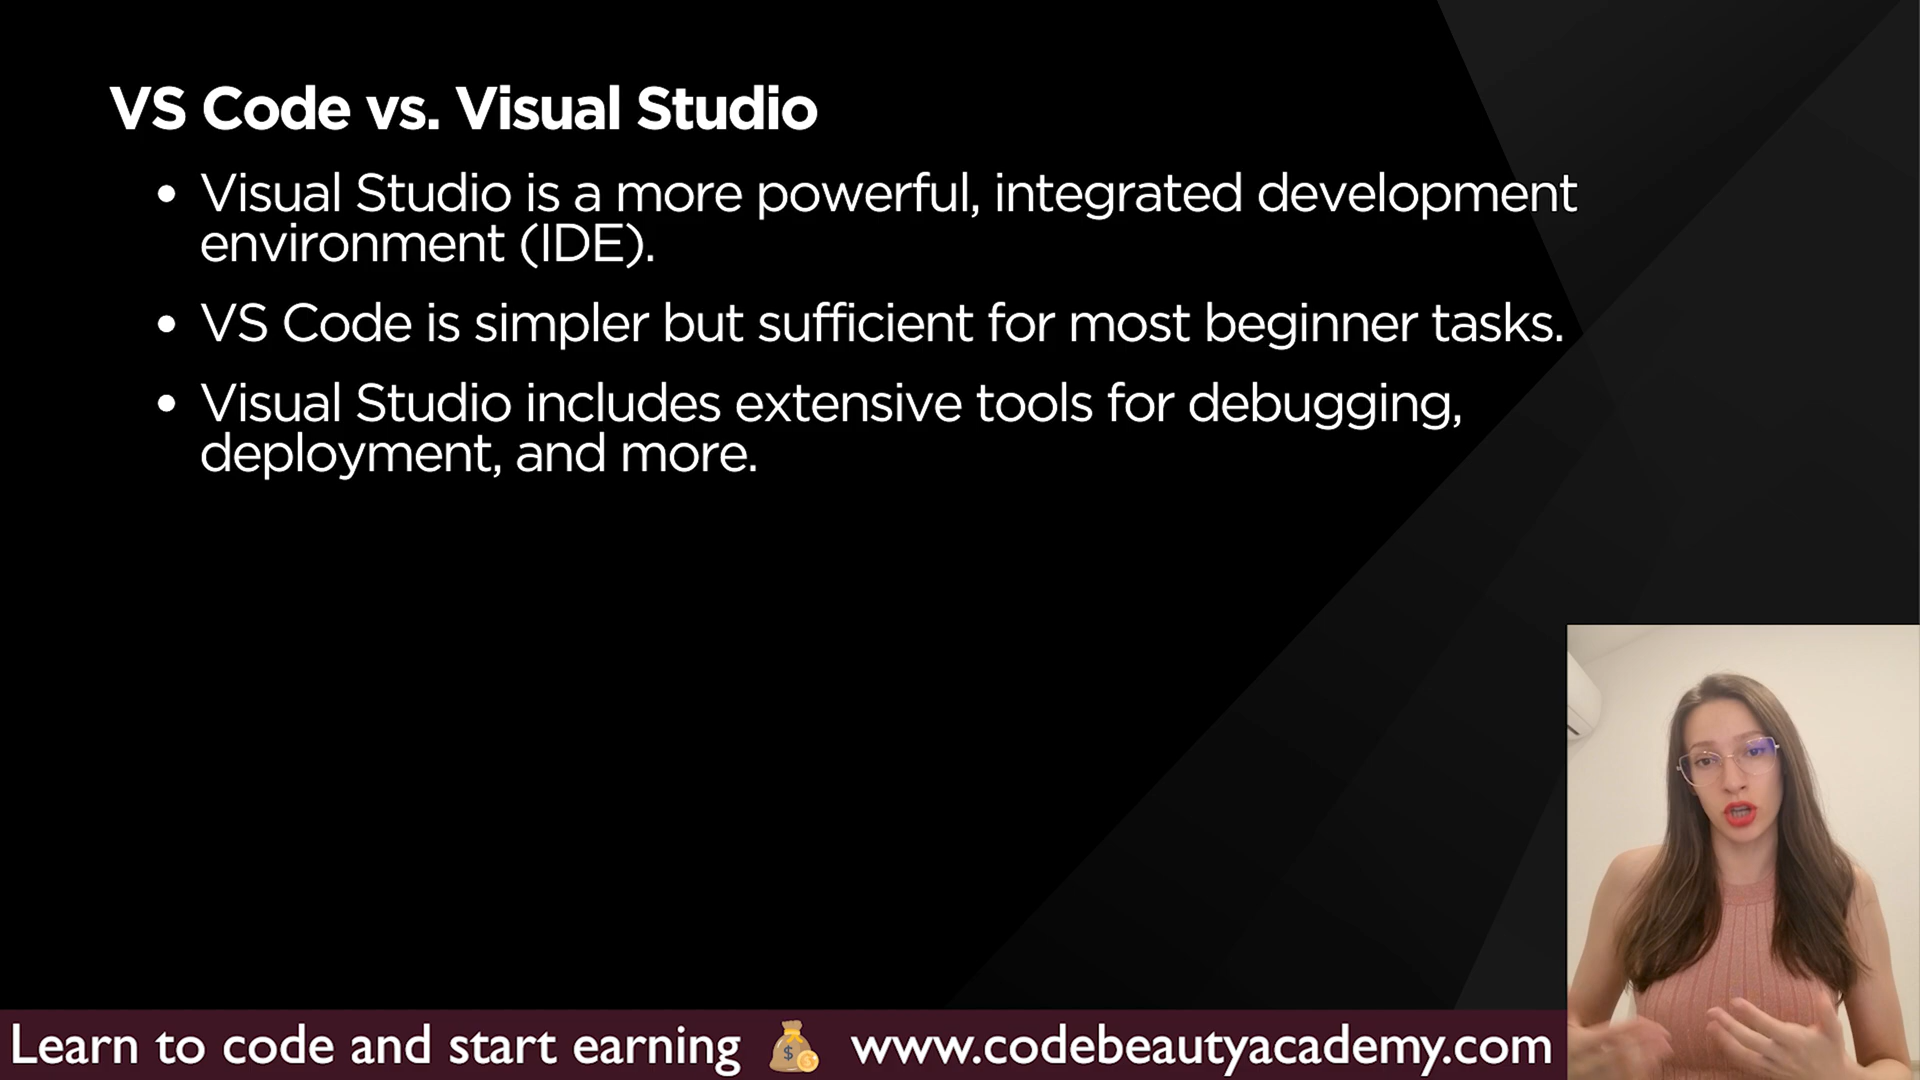 VS Code vs. Visual Studio
• Visual Studio is a more powerful, integrated development
environment (IDE).
• VS Code is simpler but sufficient for most beginner tasks.
• Visual Studio includes extensive tools for debugging,
deployment, and more.
Learn to code and start earning 💰 www.codebeautyacademy.com